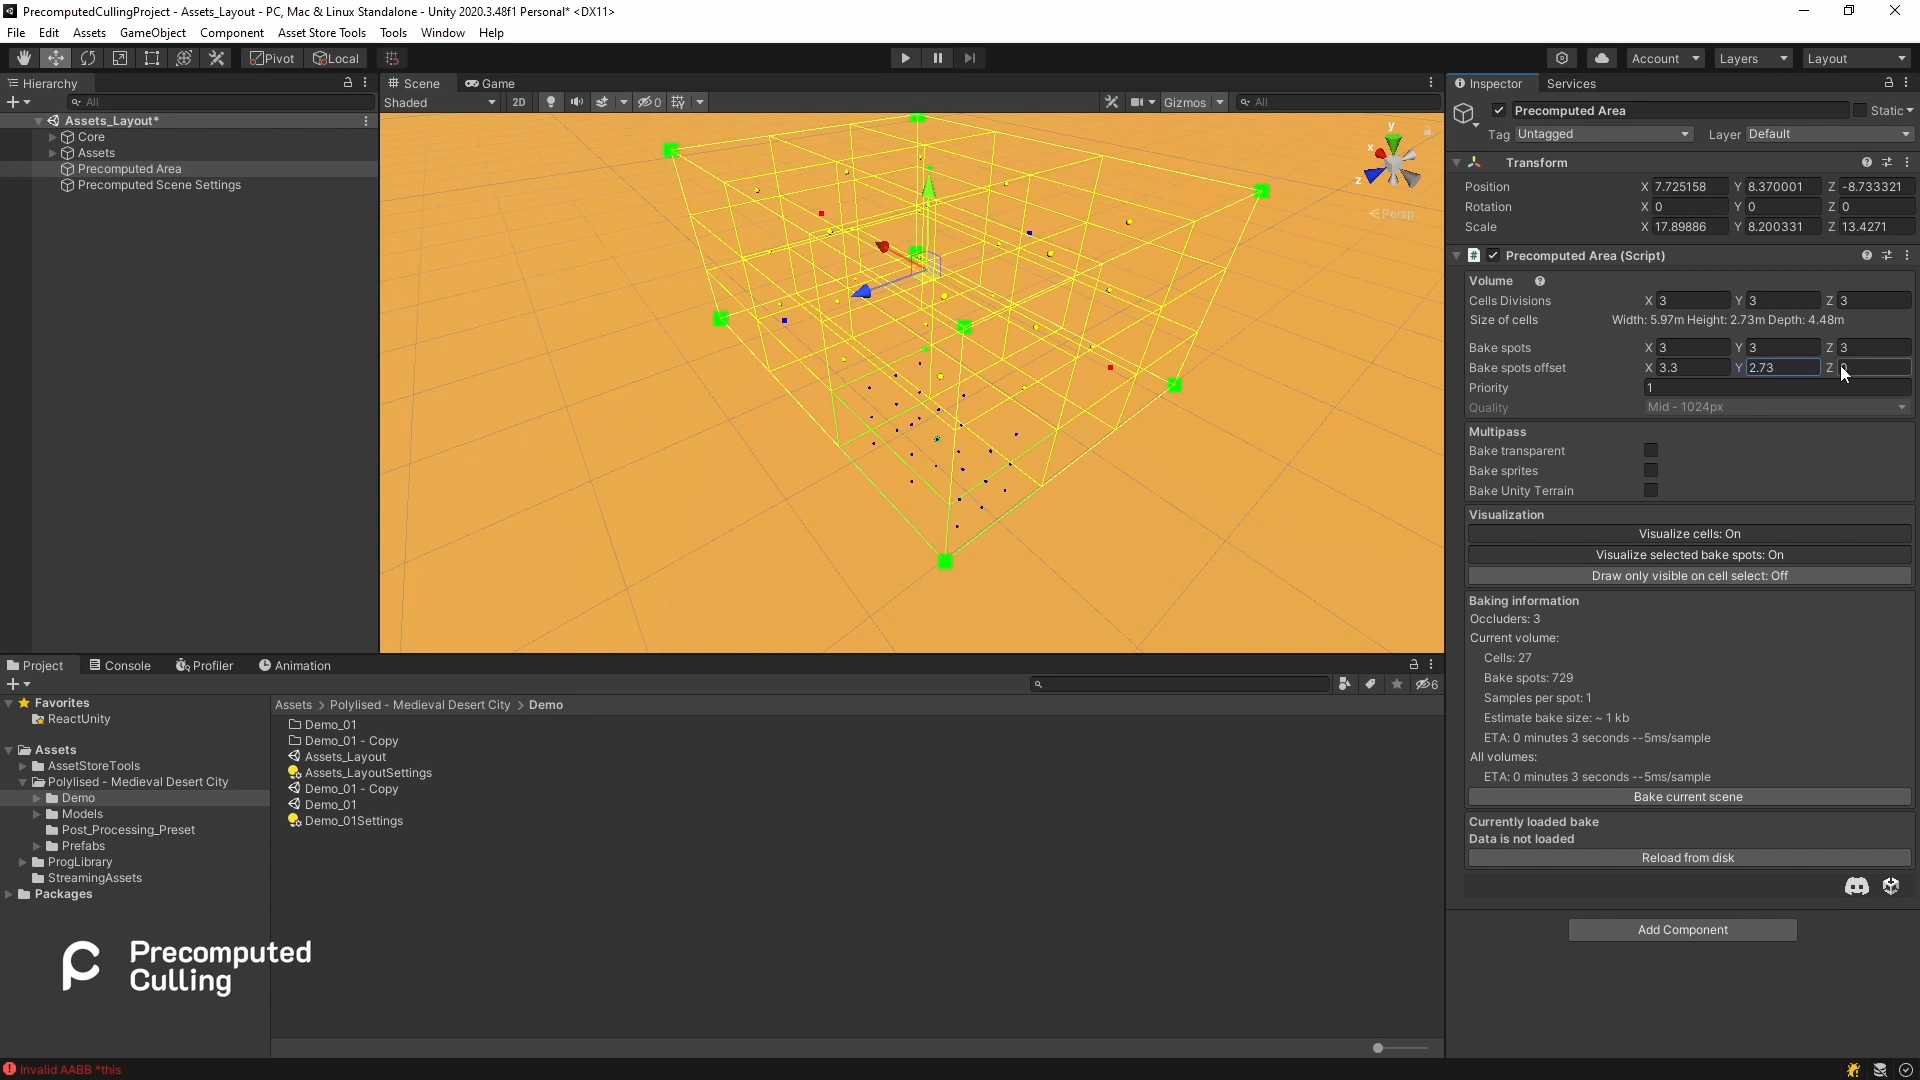 PrecomputedCullingProject - Assets_Layout - PC, Mac & Linux Standalone - Unity 2020.3.48f1 Personal* <DX11>
File Edit Assets GameObject Component Asset Store Tools Tools Window Help
Pivot Local Account Layers Layout
Hierarchy
All
Assets_Layout*
Core
Assets
Precomputed Area
Precomputed Scene Settings
Scene Game
Shaded 2D 0 Gizmos All
y
x
z
Persp
Inspector Services
Precomputed Area Static
Tag Untagged Layer Default
Transform
Position X 7.725158 Y 8.370001 Z -8.733321
Rotation X 0 Y 0 Z 0
Scale X 17.89886 Y 8.200331 Z 13.4271
Precomputed Area (Script)
Volume
Cells Divisions X 3 Y 3 Z 3
Size of cells Width: 5.97m Height: 2.73m Depth: 4.48m
Bake spots X 3 Y 3 Z 3
Bake spots offset X 3.3 Y 2.73 Z
Priority 1
Quality Mid - 1024px
Multipass
Bake transparent
Bake sprites
Bake Unity Terrain
Visualization
Visualize cells: On
Visualize selected bake spots: On
Draw only visible on cell select: Off
Baking information
Occluders: 3
Current volume:
Cells: 27
Bake spots: 729
Samples per spot: 1
Estimate bake size: ~ 1 kb
ETA: 0 minutes 3 seconds --5ms/sample
All volumes:
ETA: 0 minutes 3 seconds --5ms/sample
Bake current scene
Currently loaded bake
Data is not loaded
Reload from disk
Add Component
Project Console Profiler Animation
6
Favorites
ReactUnity
Assets
AssetStoreTools
Polylised - Medieval Desert City
Demo
Models
Post_Processing_Preset
Prefabs
ProgLibrary
StreamingAssets
Packages
Assets > Polylised - Medieval Desert City > Demo
Demo_01
Demo_01 - Copy
Assets_Layout
Assets_LayoutSettings
Demo_01 - Copy
Demo_01
Demo_01Settings
Precomputed
Culling
Invalid AABB *this